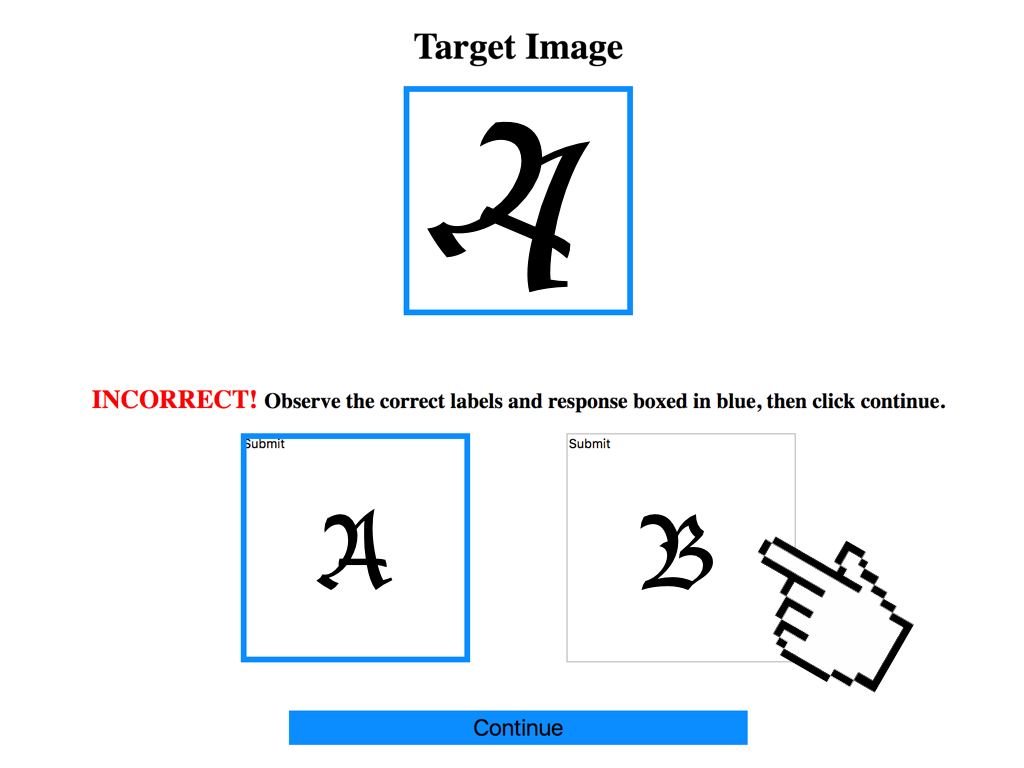 Target Image
A
INCORRECT! Observe the correct labels and response boxed in blue, then click continue.
Submit
Submit
A
B
Continue